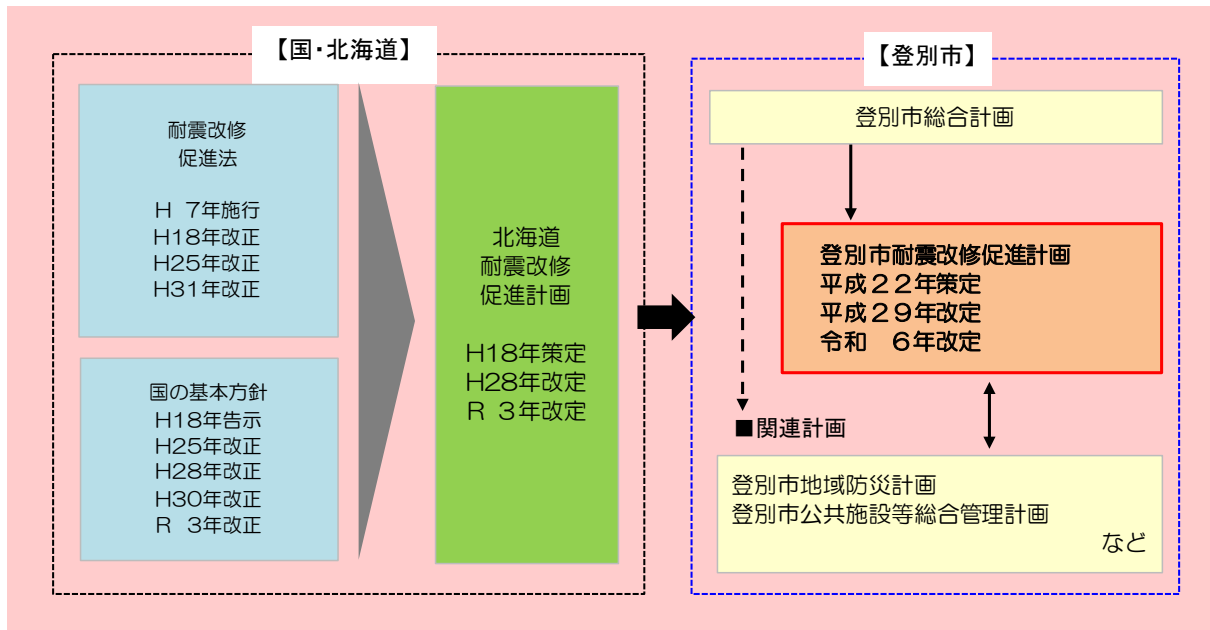 【国・北海道】
耐震改修
促進法
H 7年施行
H18年改正
H25年改正
H31年改正
国の基本方針
H18年告示
H25年改正
H28年改正
H30年改正
R 3年改正
北海道
耐震改修
促進計画
H18年策定
H28年改定
R 3年改定
【登別市】
登別市総合計画
登別市耐震改修促進計画
平成22年策定
平成29年改定
令和 6年改定
■関連計画
登別市地域防災計画
登別市公共施設等総合管理計画
など